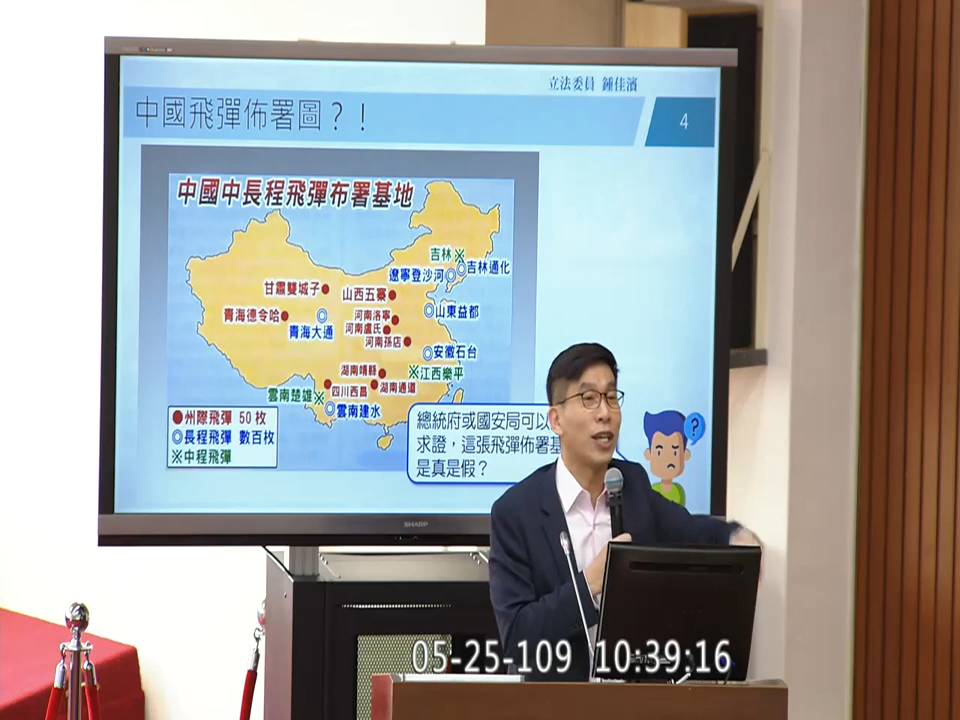 立法委員 鍾佳濱
中國飛彈佈署圖？！
4
中國中長程飛彈布署基地
吉林※
遼寧登沙河◎
◎吉林通化
甘肅雙城子●
山西五寨●
◎山東益都
青海德令哈●
◎
青海大通
河南洛寧●
河南盧氏●
河南孫店●
◎安徽石台
湖南靖縣●
※江西樂平
雲南楚雄※
●
四川西昌
●
湖南通道
◎雲南建水
●州際飛彈 50 枚
◎長程飛彈 數百枚
※中程飛彈
總統府或國安局可以
求證，這張飛彈佈署基
是真是假？
?
SHARP
05-25-109 10:39:16